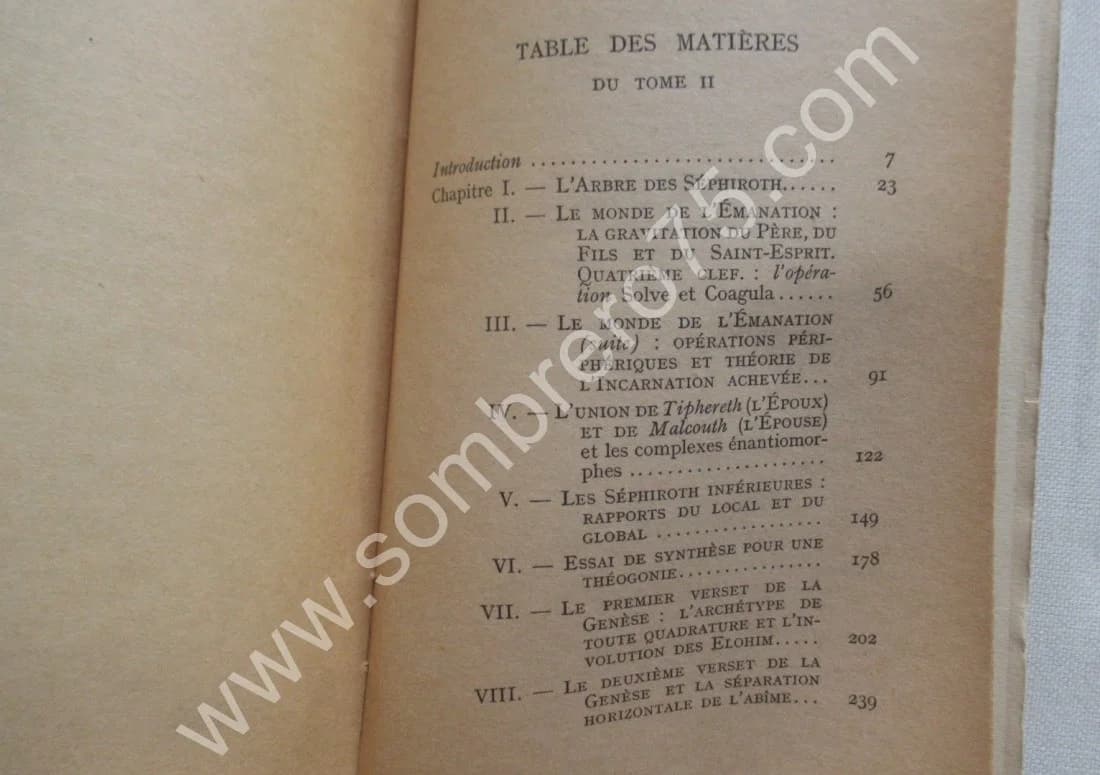 TABLE DES MATIÈRES
DU TOME II
Introduction ............................... 7
Chapitre I. — L'ARBRE DES SÉPHIROTH...... 23
II. — LE MONDE DE L'ÉMANATION :
LA GRAVITATION DU PÈRE, DU
FILS ET DU SAINT-ESPRIT.
QUATRIÈME CLEF. : l'opéra-
tion Solve et Coagula...... 56
III. — LE MONDE DE L'ÉMANATION
(suite) : OPÉRATIONS PÉRI-
PHÉRIQUES ET THÉORIE DE
L'INCARNATION ACHEVÉE... 91
IV. — L'UNION DE Tiphereth (L'ÉPOUX)
ET DE Malcouth (L'ÉPOUSE)
et les complexes énantiomor-
phes .................... 122
V. — LES SÉPHIROTH INFÉRIEURES :
RAPPORTS DU LOCAL ET DU
GLOBAL ................. 149
VI. — ESSAI DE SYNTHÈSE POUR UNE
THÉOGONIE............... 178
VII. — LE PREMIER VERSET DE LA
GENÈSE : L'ARCHÉTYPE DE
TOUTE QUADRATURE ET L'IN-
VOLUTION DES ELOHIM..... 202
VIII. — LE DEUXIÈME VERSET DE LA
GENÈSE ET LA SÉPARATION
HORIZONTALE DE L'ABÎME... 239
www.sombrero75.com